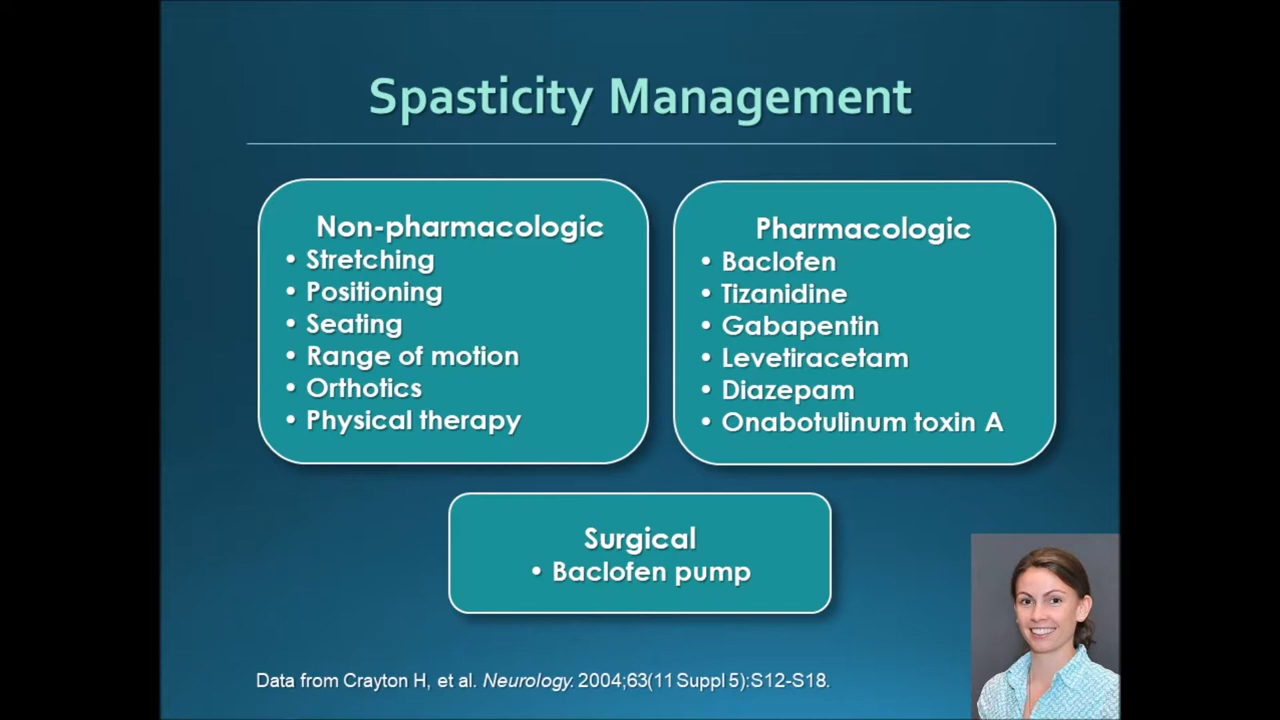 Spasticity Management
Non-pharmacologic
• Stretching
• Positioning
• Seating
• Range of motion
• Orthotics
• Physical therapy
Pharmacologic
• Baclofen
• Tizanidine
• Gabapentin
• Levetiracetam
• Diazepam
• Onabotulinum toxin A
Surgical
• Baclofen pump
Data from Crayton H, et al. Neurology. 2004;63(11 Suppl 5):S12-S18.